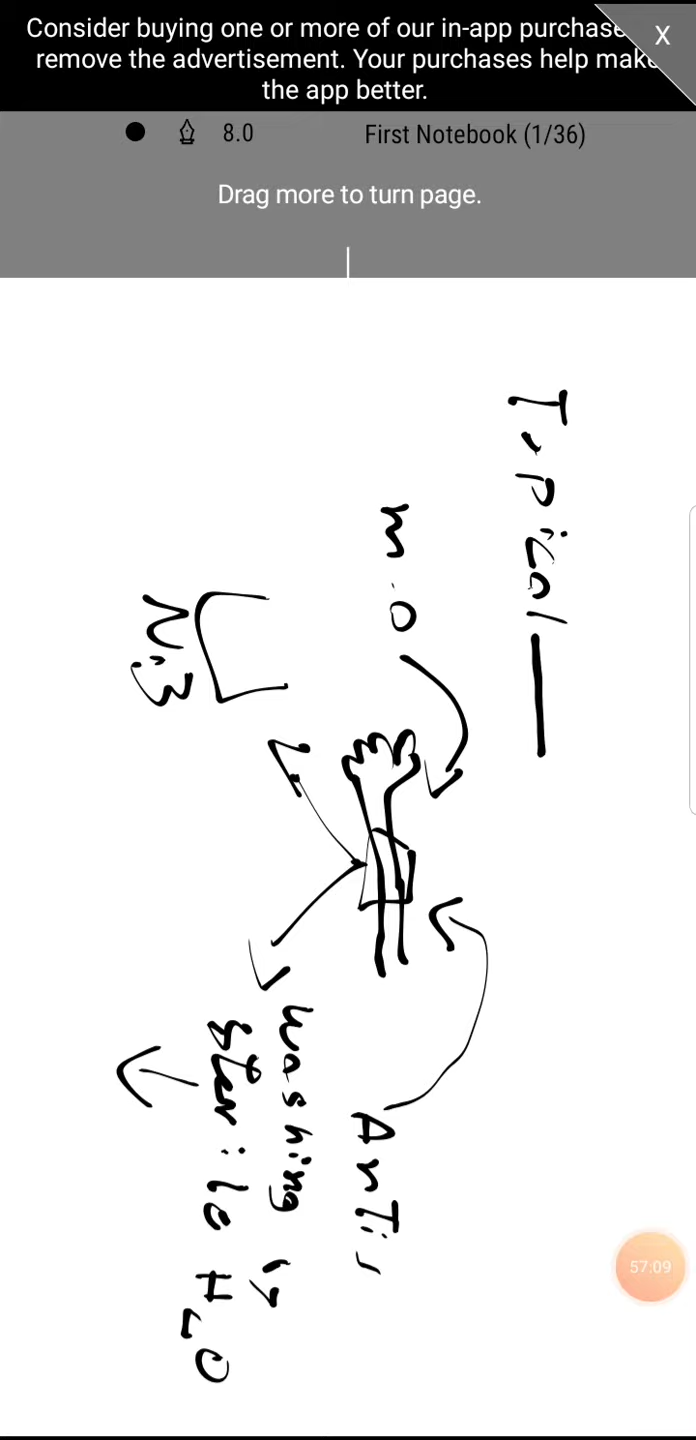 Consider buying one or more of our in-app purchase
remove the advertisement. Your purchases help make
the app better.
X
8.0
First Notebook (1/36)
Drag more to turn page.
Topical
m.o
N.B
Antis
washing by
sterile H2O
57:09